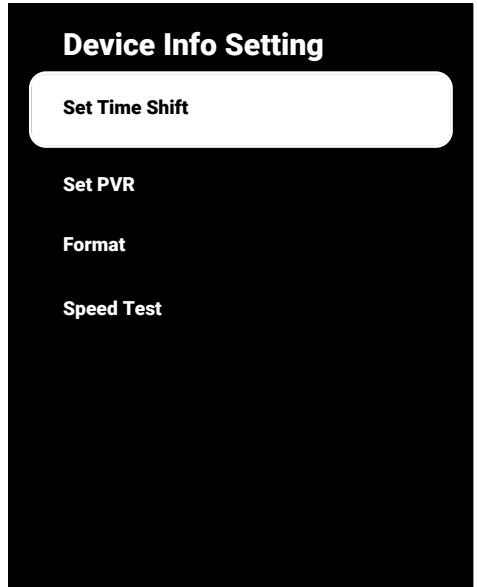 Device Info Setting
Set Time Shift
Set PVR
Format
Speed Test